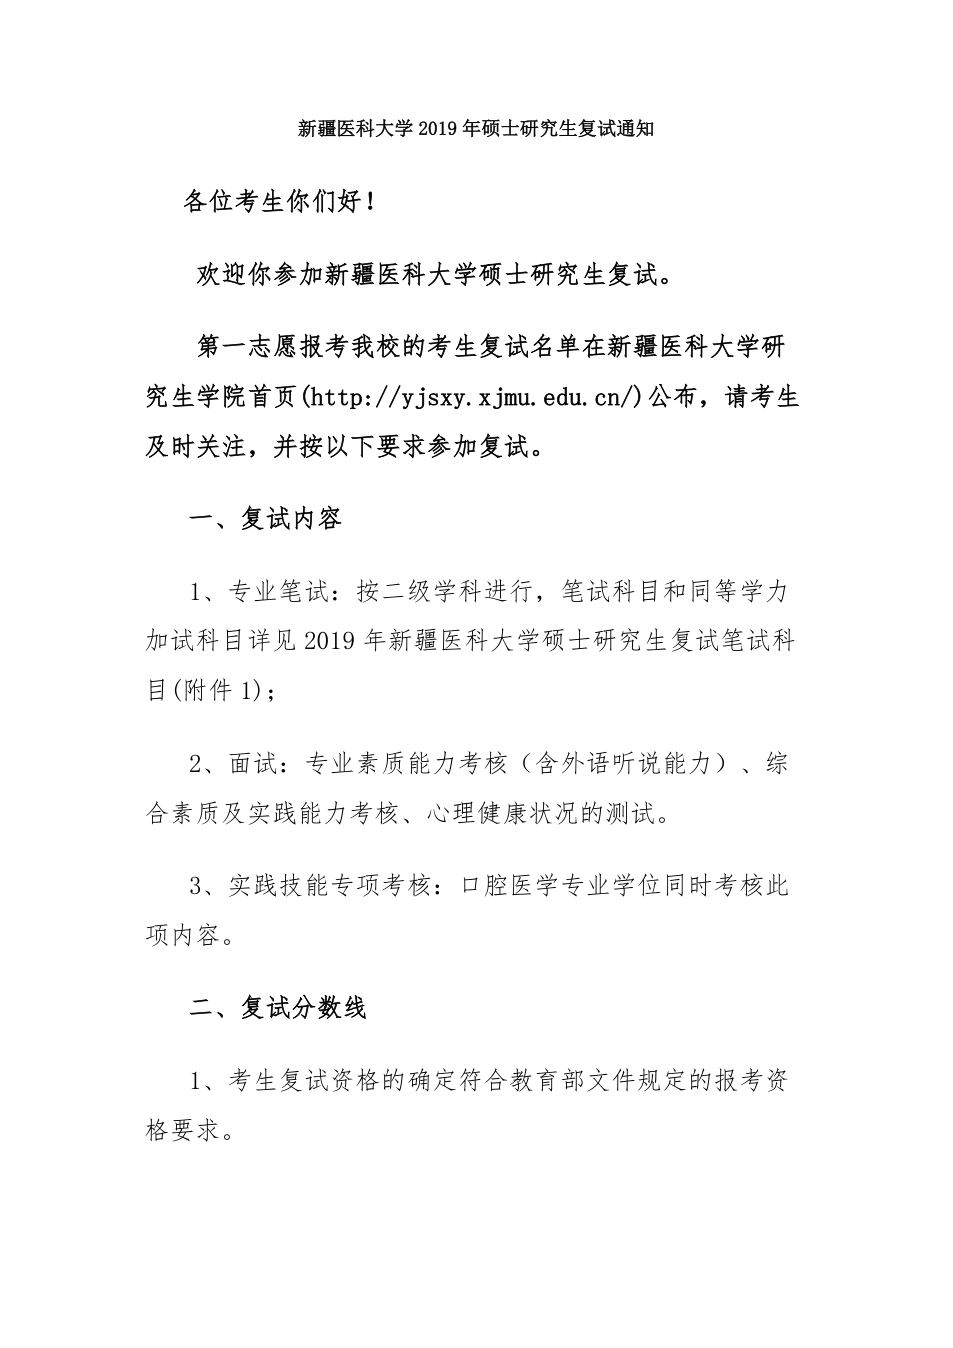 新疆医科大学 2019 年硕士研究生复试通知
各位考生你们好！
欢迎你参加新疆医科大学硕士研究生复试。
第一志愿报考我校的考生复试名单在新疆医科大学研
究生学院首页(http://yjsxy.xjmu.edu.cn/)公布，请考生
及时关注，并按以下要求参加复试。
一、复试内容
1、专业笔试：按二级学科进行，笔试科目和同等学力
加试科目详见 2019 年新疆医科大学硕士研究生复试笔试科
目(附件 1)；
2、面试：专业素质能力考核（含外语听说能力）、综
合素质及实践能力考核、心理健康状况的测试。
3、实践技能专项考核：口腔医学专业学位同时考核此
项内容。
二、复试分数线
1、考生复试资格的确定符合教育部文件规定的报考资
格要求。